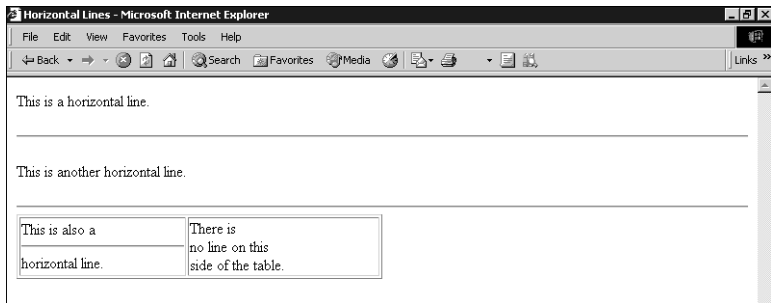 Horizontal Lines - Microsoft Internet Explorer
File Edit View Favorites Tools Help
Back Search Favorites Media Links »
This is a horizontal line.
This is another horizontal line.
This is also a
horizontal line.
There is
no line on this
side of the table.